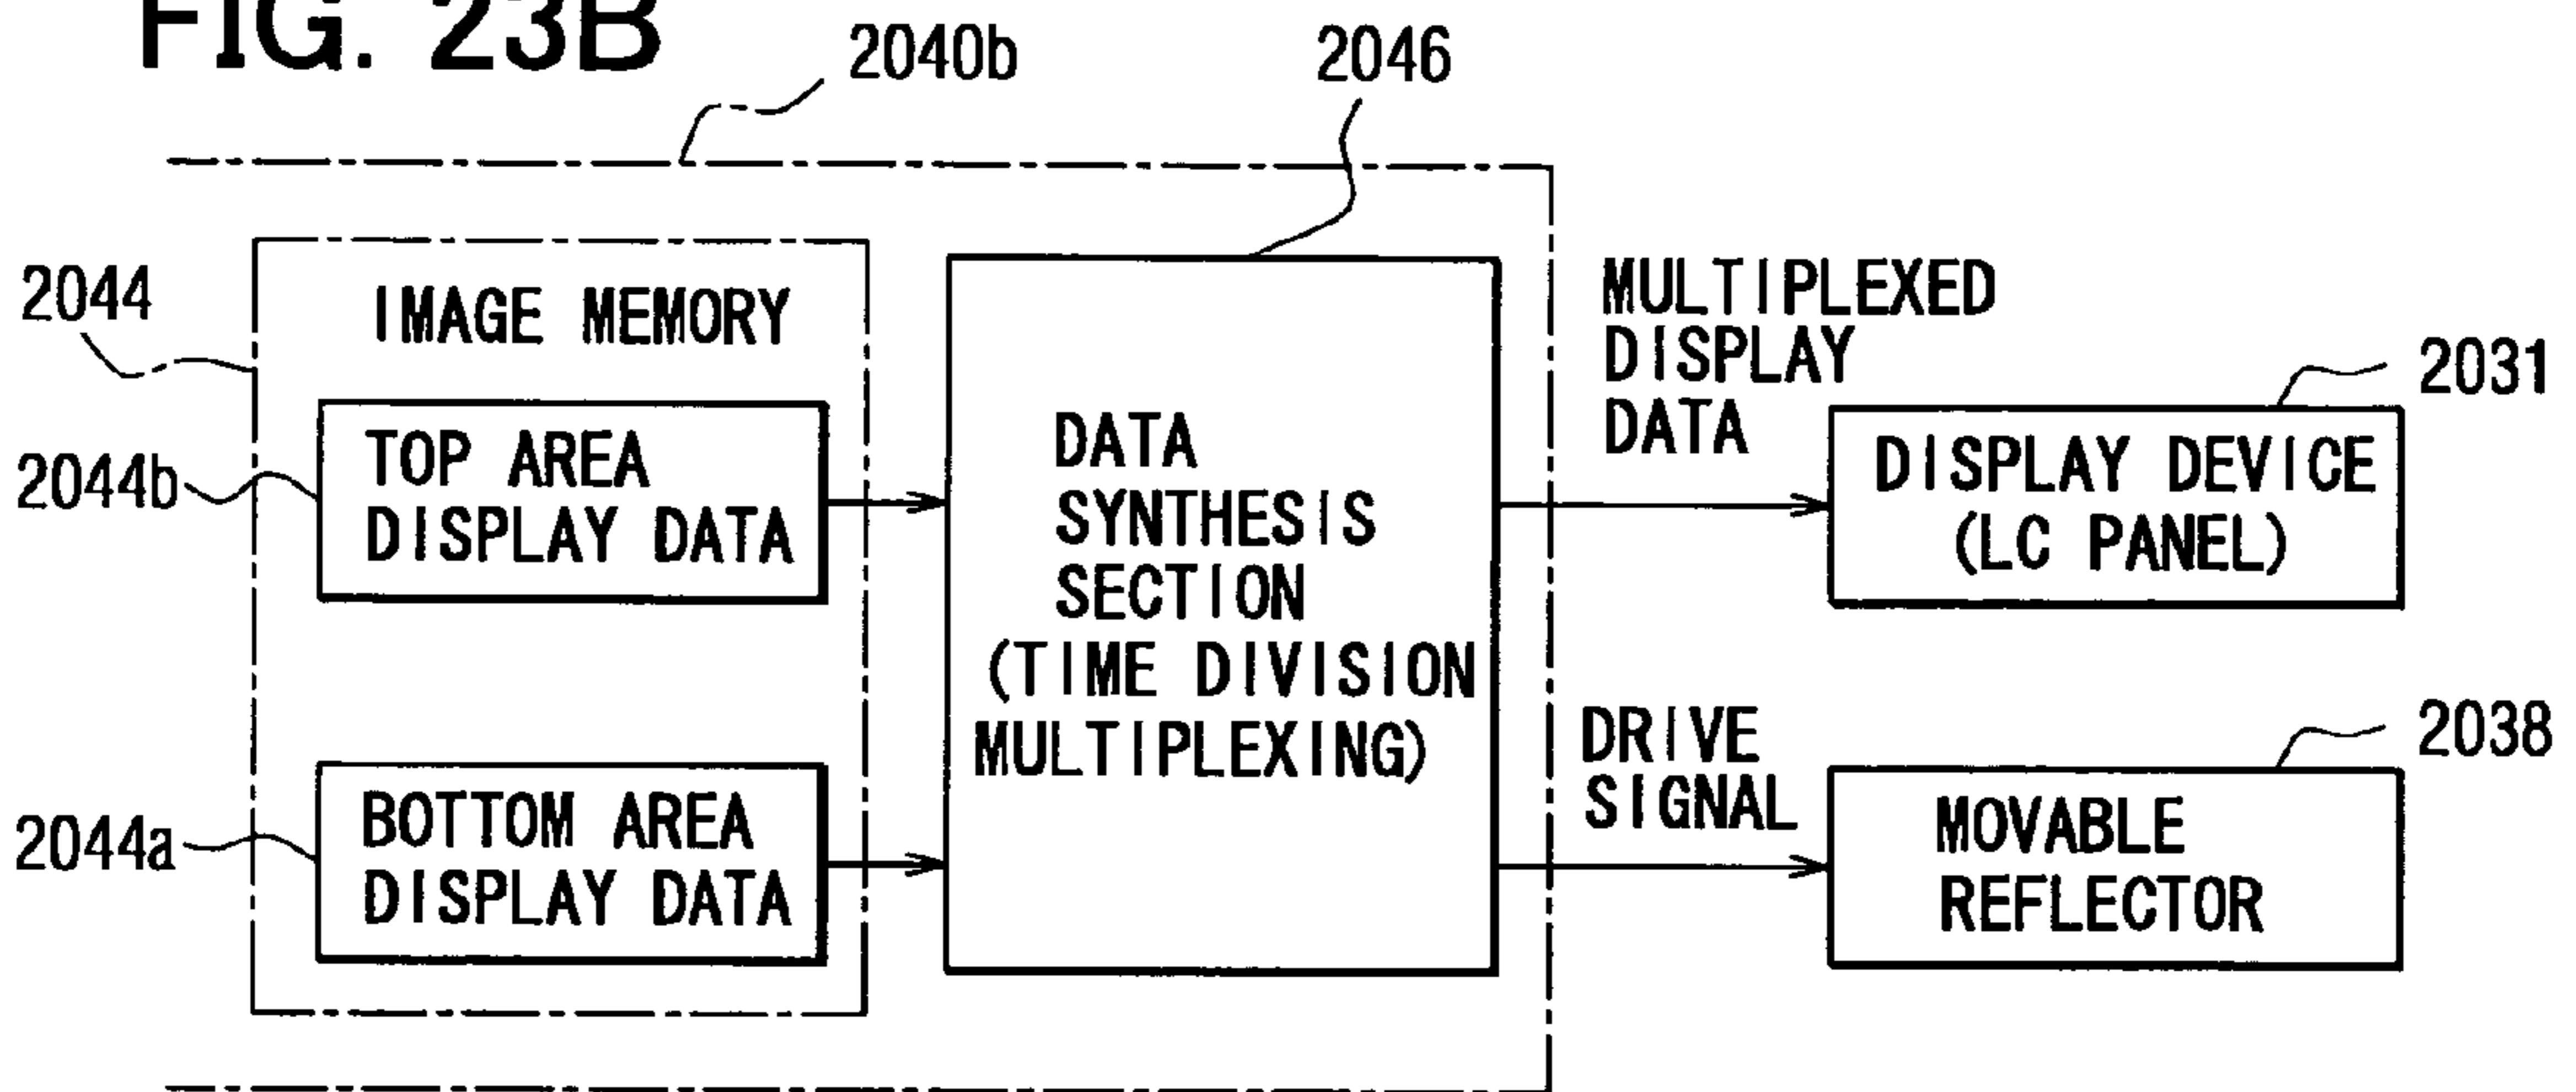 FIG. 23B
2040b
2046
2044
IMAGE MEMORY
2044b
TOP AREA
DISPLAY DATA
2044a
BOTTOM AREA
DISPLAY DATA
DATA
SYNTHESIS
SECTION
(TIME DIVISION
MULTIPLEXING)
MULTIPLEXED
DISPLAY
DATA
2031
DISPLAY DEVICE
(LC PANEL)
DRIVE
SIGNAL
2038
MOVABLE
REFLECTOR